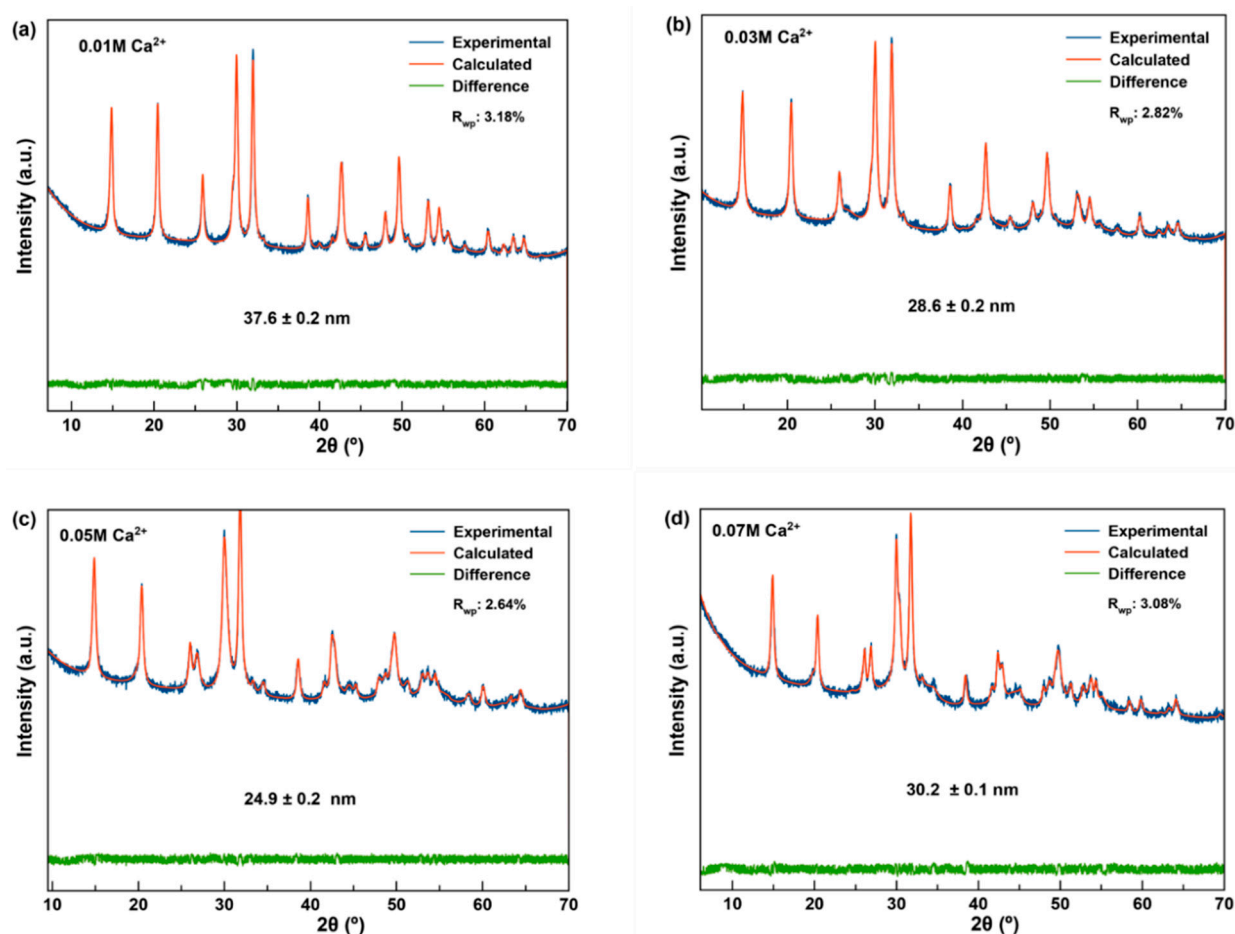 (a)
0.01M Ca²⁺
Experimental
Calculated
Difference
Rwp: 3.18%
Intensity (a.u.)
37.6 ± 0.2 nm
10 20 30 40 50 60 70
2θ (º)
(b)
0.03M Ca²⁺
Experimental
Calculated
Difference
Rwp: 2.82%
Intensity (a.u.)
28.6 ± 0.2 nm
20 30 40 50 60 70
2θ (º)
(c)
0.05M Ca²⁺
Experimental
Calculated
Difference
Rwp: 2.64%
Intensity (a.u.)
24.9 ± 0.2 nm
10 20 30 40 50 60 70
2θ (º)
(d)
0.07M Ca²⁺
Experimental
Calculated
Difference
Rwp: 3.08%
Intensity (a.u.)
30.2 ± 0.1 nm
10 20 30 40 50 60 70
2θ (º)